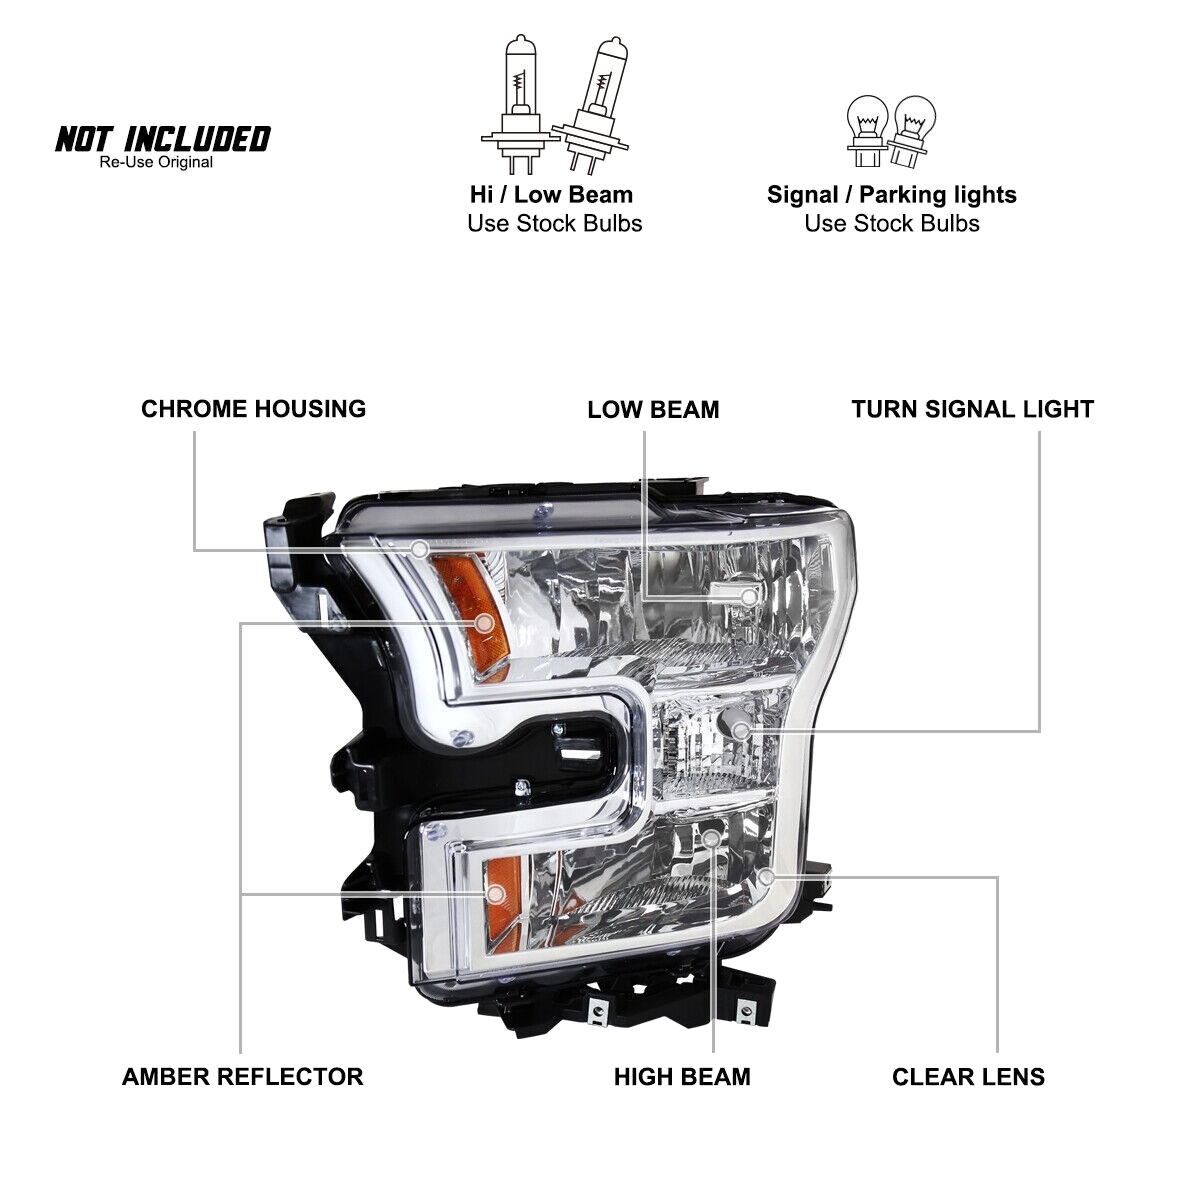 NOT INCLUDED
Re-Use Original
Hi / Low Beam
Use Stock Bulbs
Signal / Parking lights
Use Stock Bulbs
CHROME HOUSING
LOW BEAM
TURN SIGNAL LIGHT
AMBER REFLECTOR
HIGH BEAM
CLEAR LENS